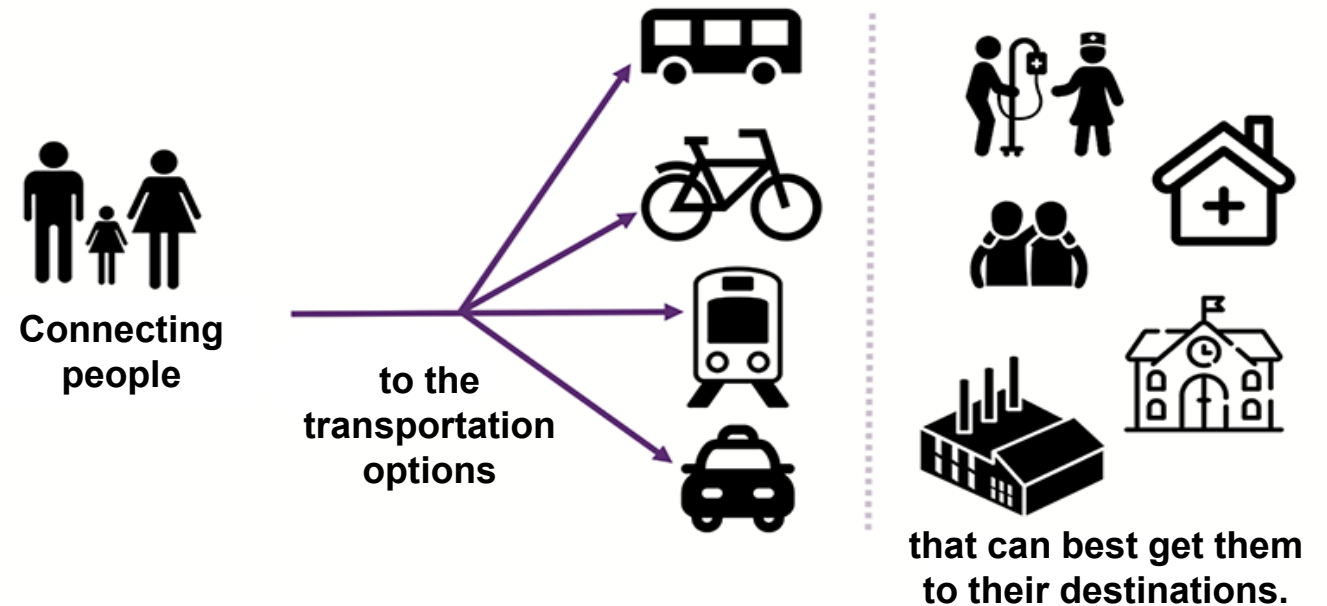 Connecting
people
to the
transportation
options
that can best get them
to their destinations.